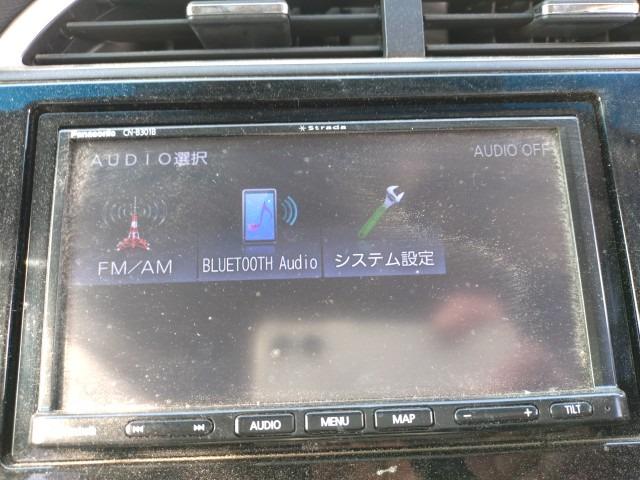 Panasonic CN-B301B
Strada
AUDIO選択
AUDIO OFF
FM/AM
BLUETOOTH Audio
システム設定
AUDIO
MENU
MAP
− +
TILT